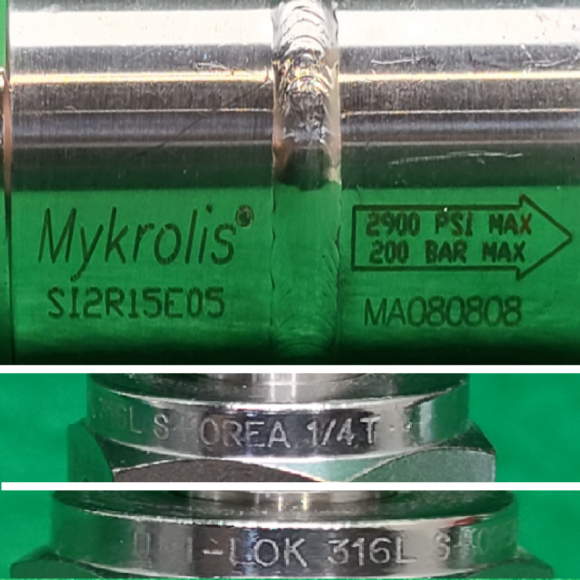 Mykrolis®
SI2R15E05
2900 PSI MAX
200 BAR MAX
MA080808
KOREA 1/4T
-LOK 316L